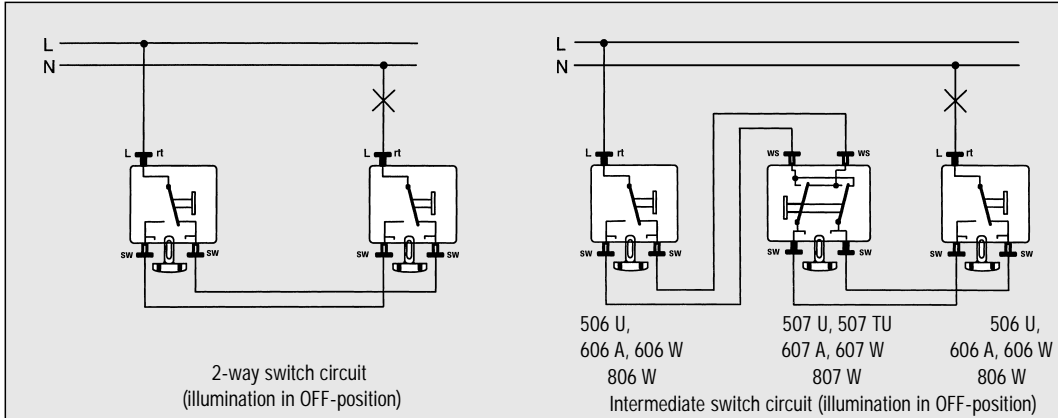 L
N
L rt
L rt
sw sw
sw sw
2-way switch circuit
(illumination in OFF-position)
L
N
L rt
ws ws
L rt
sw sw
sw sw
sw sw
506 U,
606 A, 606 W
806 W
507 U, 507 TU
607 A, 607 W
807 W
506 U,
606 A, 606 W
806 W
Intermediate switch circuit (illumination in OFF-position)